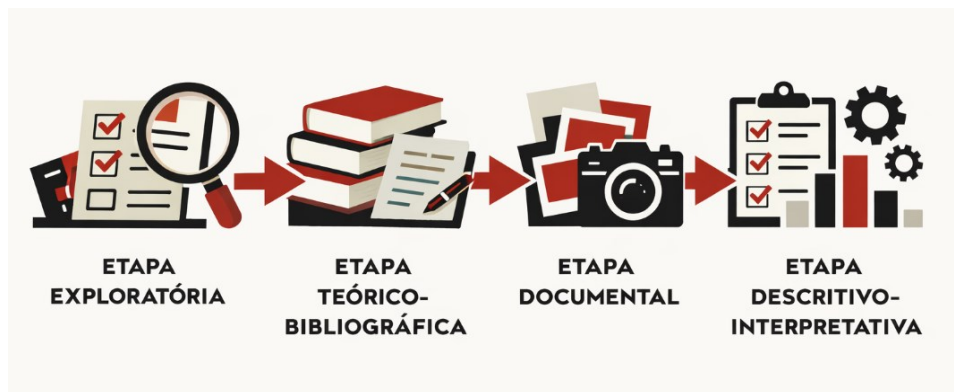 ETAPA
EXPLORATÓRIA
ETAPA
TEÓRICO-
BIBLIOGRÁFICA
ETAPA
DOCUMENTAL
ETAPA
DESCRITIVO-
INTERPRETATIVA